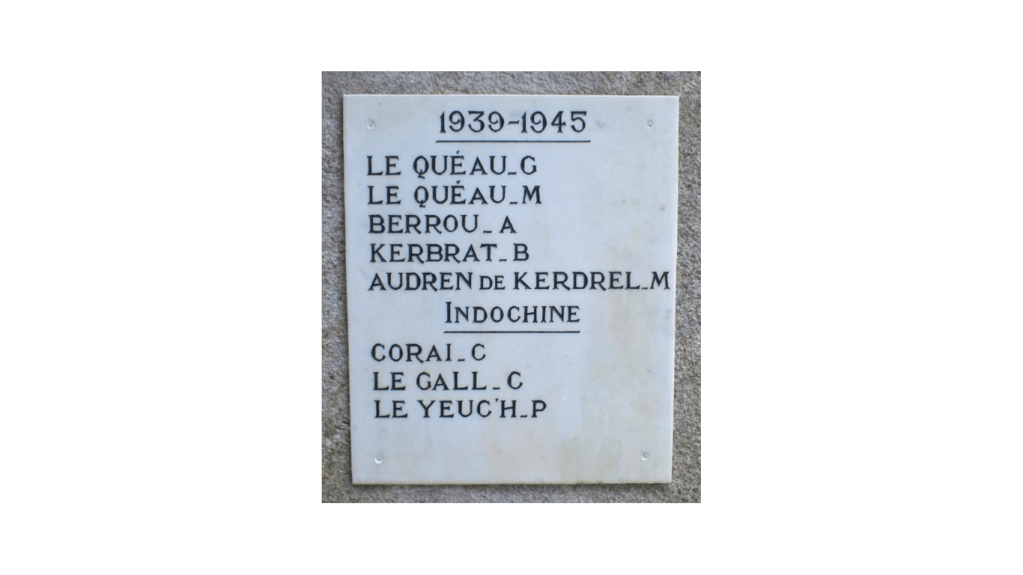 1939-1945
LE QUÉAU_G
LE QUÉAU_M
BERROU_A
KERBRAT_B
AUDREN DE KERDREL_M
INDOCHINE
CORAI_C
LE GALL_C
LE YEUC'H_P